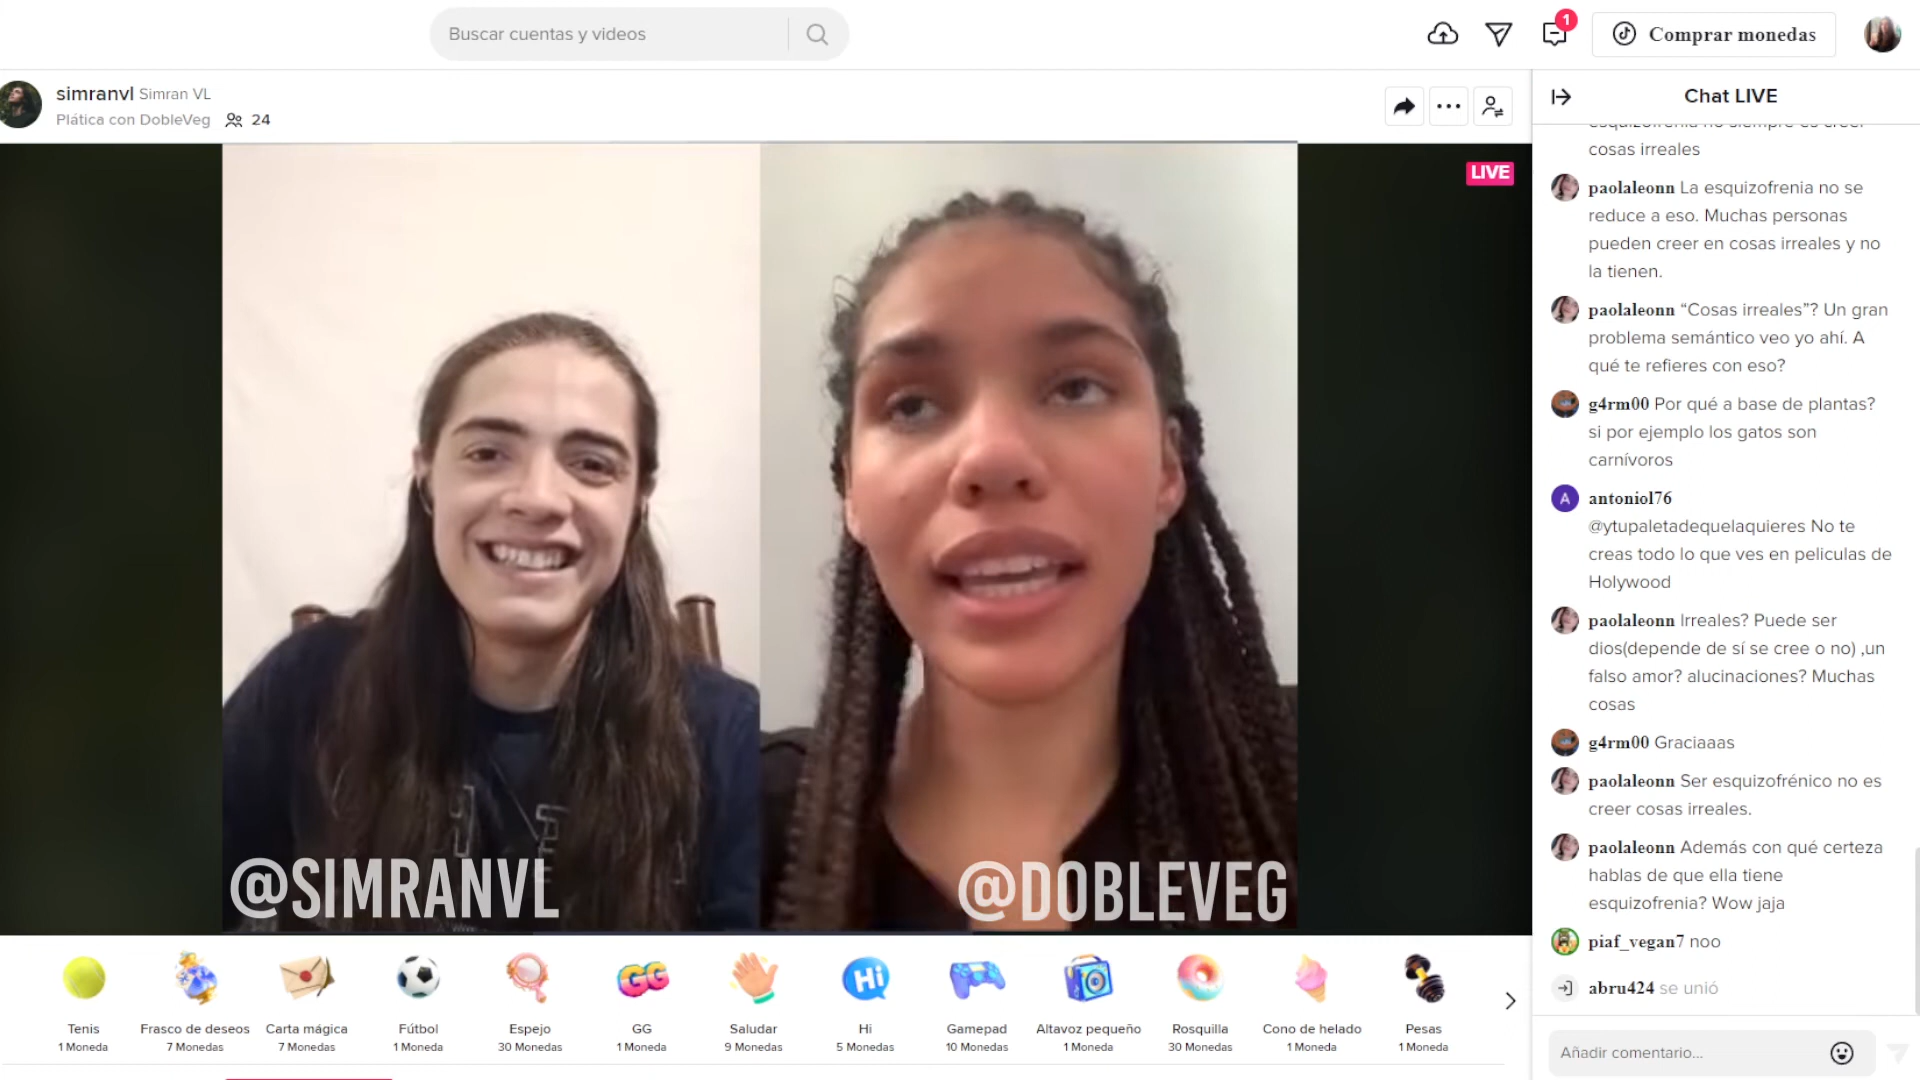 Buscar cuentas y videos
1
Comprar monedas
simranvl Simran VL
Plática con DobleVeg 24
LIVE
@SIMRANVL
@DOBLEVEG
Tenis
1 Moneda
Frasco de deseos
7 Monedas
Carta mágica
7 Monedas
Fútbol
1 Moneda
Espejo
30 Monedas
GG
GG
1 Moneda
Saludar
9 Monedas
Hi
Hi
5 Monedas
Gamepad
10 Monedas
Altavoz pequeño
1 Moneda
Rosquilla
30 Monedas
Cono de helado
1 Moneda
Pesas
1 Moneda
Chat LIVE
esquizofrenia no siempre es creer
cosas irreales
paolaleonn La esquizofrenia no se
reduce a eso. Muchas personas
pueden creer en cosas irreales y no
la tienen.
paolaleonn “Cosas irreales”? Un gran
problema semántico veo yo ahí. A
qué te refieres con eso?
g4rm00 Por qué a base de plantas?
si por ejemplo los gatos son
carnívoros
A antoniol76
@ytupaletadequelaquieres No te
creas todo lo que ves en peliculas de
Holywood
paolaleonn Irreales? Puede ser
dios(depende de sí se cree o no) ,un
falso amor? alucinaciones? Muchas
cosas
g4rm00 Graciaaas
paolaleonn Ser esquizofrénico no es
creer cosas irreales.
paolaleonn Además con qué certeza
hablas de que ella tiene
esquizofrenia? Wow jaja
piaf_vegan7 noo
abru424 se unió
Añadir comentario...